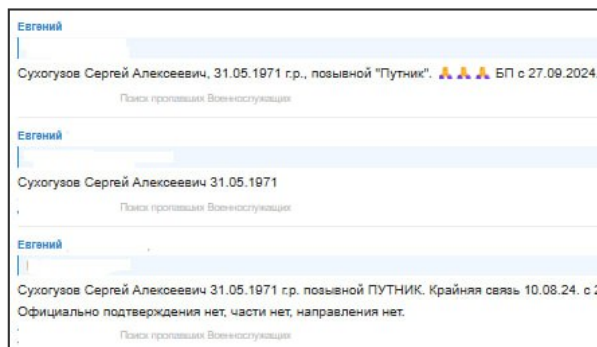 Евгений
Сухогузов Сергей Алексеевич, 31.05.1971 г.р., позывной "Путник". 🙏🙏🙏 БП с 27.09.2024.
Поиск пропавших Военнослужащих
Евгений
Сухогузов Сергей Алексеевич 31.05.1971
Поиск пропавших Военнослужащих
Евгений
Сухогузов Сергей Алексеевич 31.05.1971 г.р. позывной ПУТНИК. Крайняя связь 10.08.24. с 2
Официально подтверждения нет, части нет, направления нет.
Поиск пропавших Военнослужащих